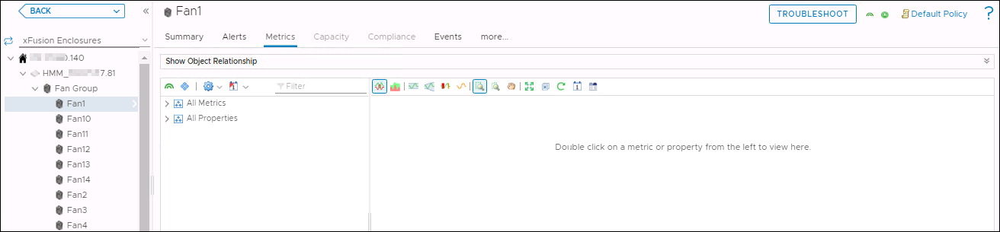 BACK
«
Fan1
TROUBLESHOOT
Default Policy
?
xFusion Enclosures
Summary
Alerts
Metrics
Capacity
Compliance
Events
more...
.140
HMM_
7.81
Show Object Relationship
Fan Group
Filter
Fan1
All Metrics
Fan10
All Properties
Fan11
Fan12
Double click on a metric or property from the left to view here.
Fan13
Fan14
Fan2
Fan3
Fan4